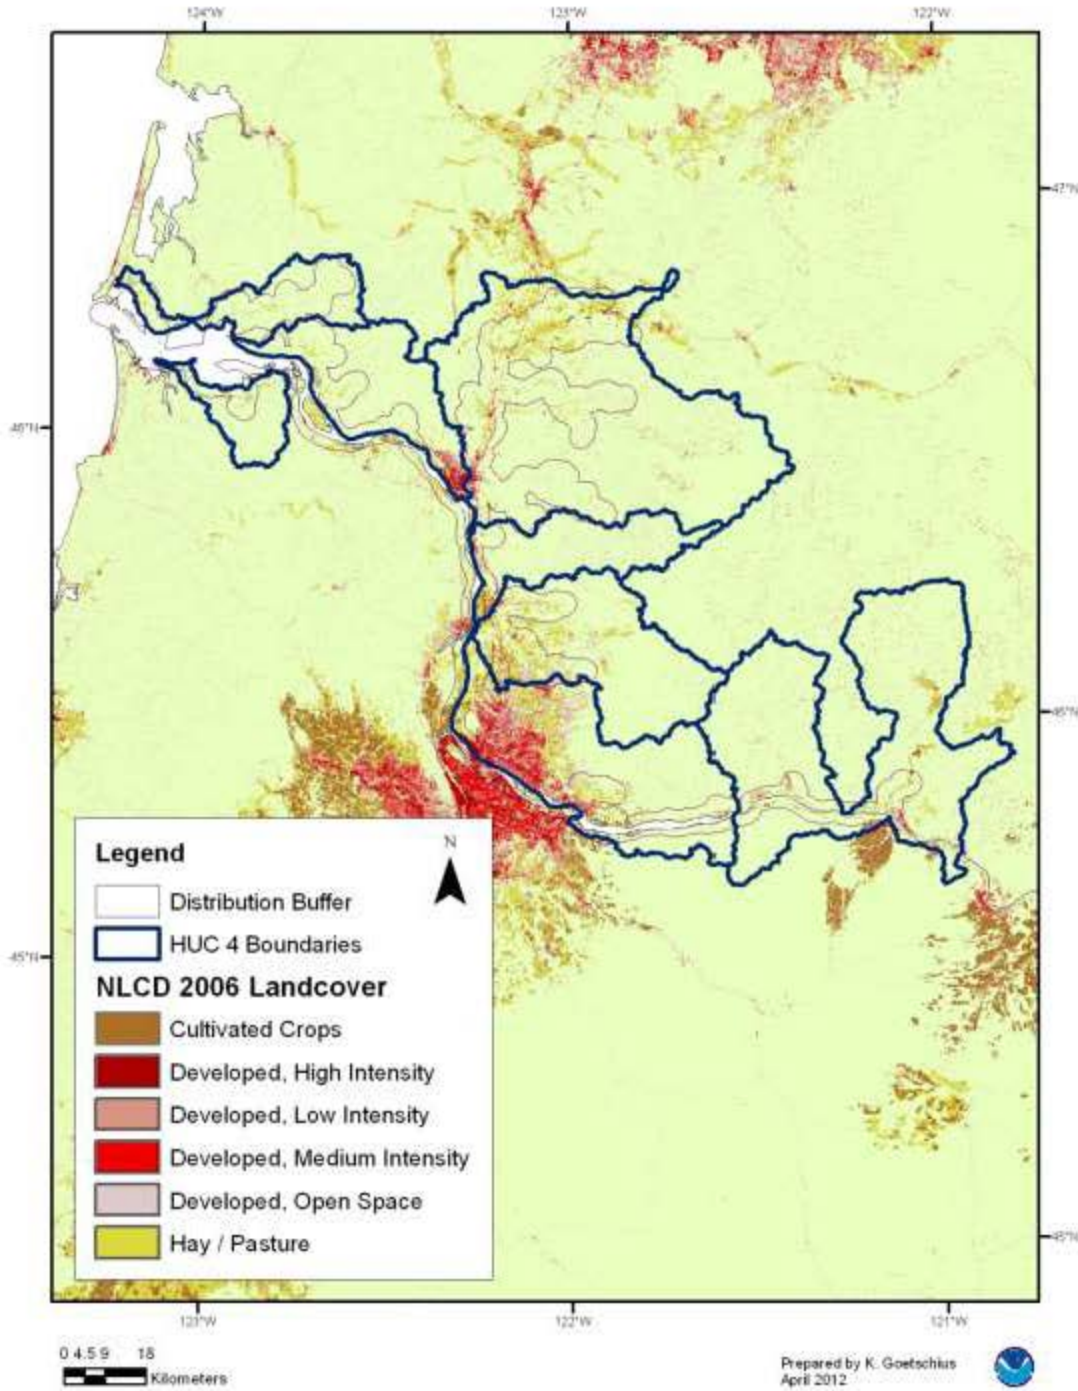 124°W 123°W 122°W
47°N
46°N
46°N
45°N
45°N
Legend
N
Distribution Buffer
HUC 4 Boundaries
NLCD 2006 Landcover
Cultivated Crops
Developed, High Intensity
Developed, Low Intensity
Developed, Medium Intensity
Developed, Open Space
Hay / Pasture
123°W 122°W 121°W
0 4.5 9 18
Kilometers
Prepared by K. Goetschius
April 2012